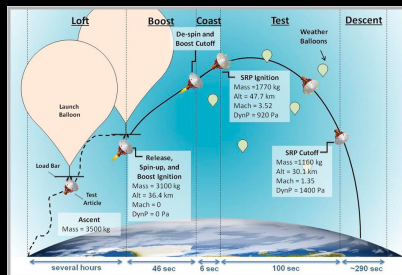 Loft
Boost
Coast
Test
Descent
De-spin and
Boost Cutoff
Weather
Balloons
Launch
Balloon
SRP Ignition
Mass =1770 kg
Alt = 47.7 km
Mach = 3.52
DynP = 920 Pa
Load Bar
Test
Article
Release,
Spin-up, and
Boost Ignition
Mass = 3100 kg
Alt = 36.4 km
Mach = 0
DynP = 0 Pa
SRP Cutoff
Mass =1160 kg
Alt = 30.1 km
Mach = 1.35
DynP = 1400 Pa
Ascent
Mass = 3500kg
several hours
46 sec
6 sec
100 sec
~290 sec